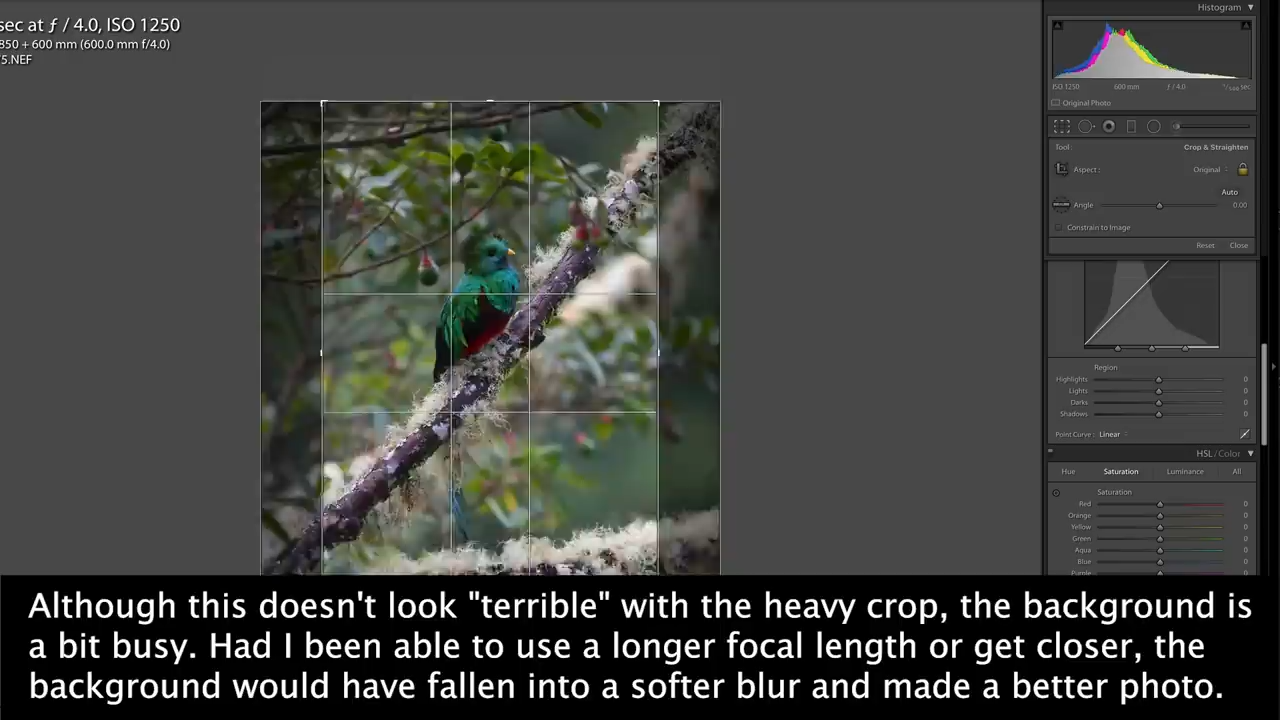 sec at ƒ / 4.0, ISO 1250
850 + 600 mm (600.0 mm f/4.0)
5.NEF
Histogram
ISO 1250 600 mm ƒ / 4.0
Original Photo
Tool: Crop & Straighten
Aspect: Original
Auto
Angle 0.00
Constrain to Image
Reset Close
Region
Highlights 0
Lights 0
Darks 0
Shadows 0
Point Curve: Linear
HSL / Color
Hue Saturation Luminance All
Saturation
Red 0
Orange 0
Yellow 0
Green 0
Aqua 0
Blue 0
Purple
Although this doesn't look "terrible" with the heavy crop, the background is
a bit busy. Had I been able to use a longer focal length or get closer, the
background would have fallen into a softer blur and made a better photo.